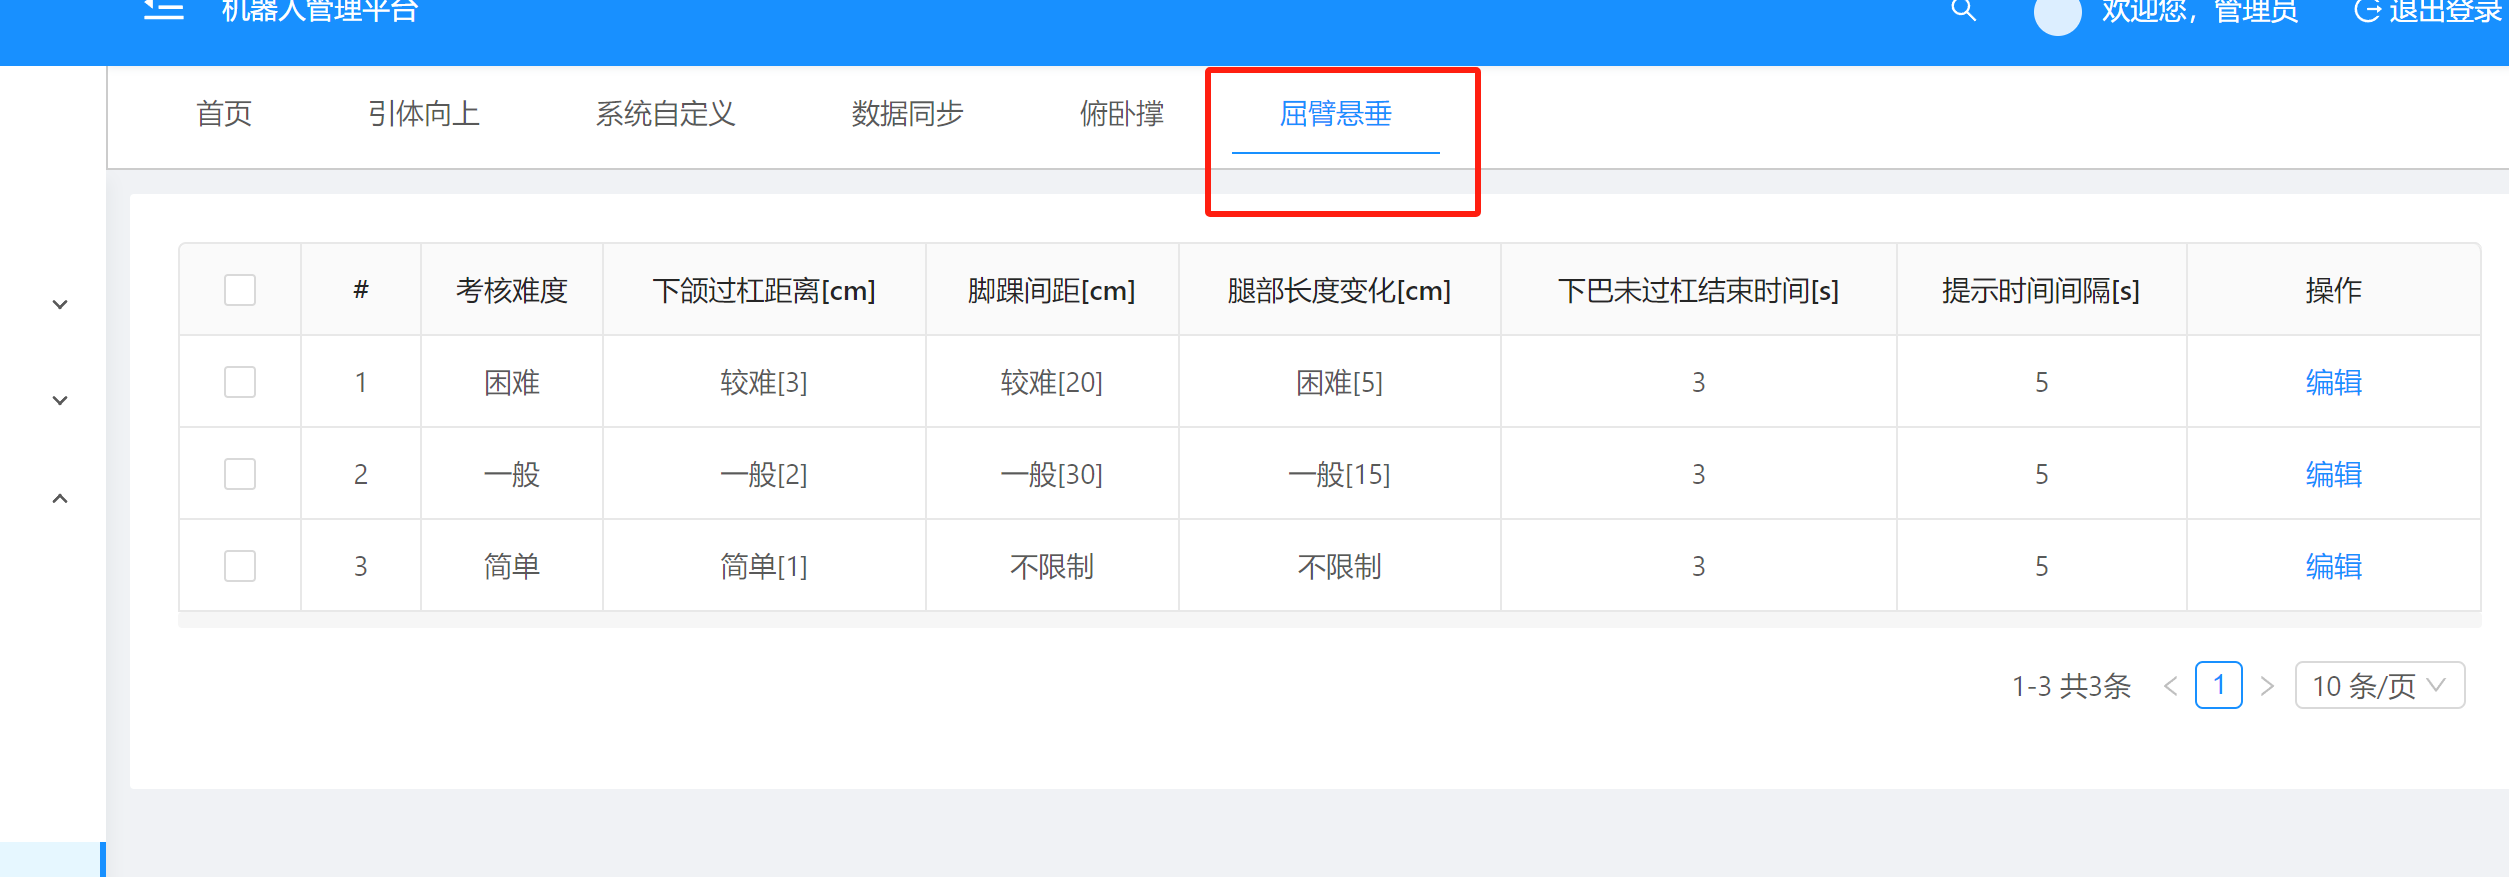 机器人管理平台 欢迎您，管理员 退出登录
首页 引体向上 系统自定义 数据同步 俯卧撑 屈臂悬垂
# 考核难度 下颌过杠距离[cm] 脚踝间距[cm] 腿部长度变化[cm] 下巴未过杠结束时间[s] 提示时间间隔[s] 操作
1 困难 较难[3] 较难[20] 困难[5] 3 5 编辑
2 一般 一般[2] 一般[30] 一般[15] 3 5 编辑
3 简单 简单[1] 不限制 不限制 3 5 编辑
1-3 共3条 1 10 条/页